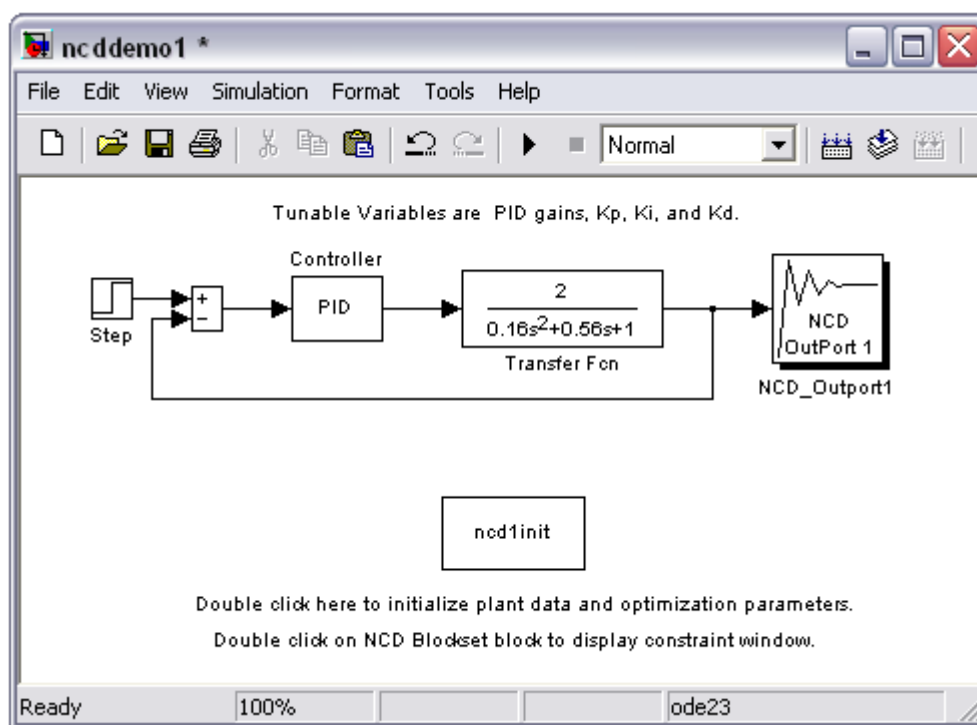 ncddemo1 *
File Edit View Simulation Format Tools Help
Normal
Tunable Variables are PID gains, Kp, Ki, and Kd.
Controller
PID
2
0.16s²+0.56s+1
Transfer Fcn
+
−
Step
NCD
OutPort 1
NCD_Outport1
ncd1init
Double click here to initialize plant data and optimization parameters.
Double click on NCD Blockset block to display constraint window.
Ready 100% ode23